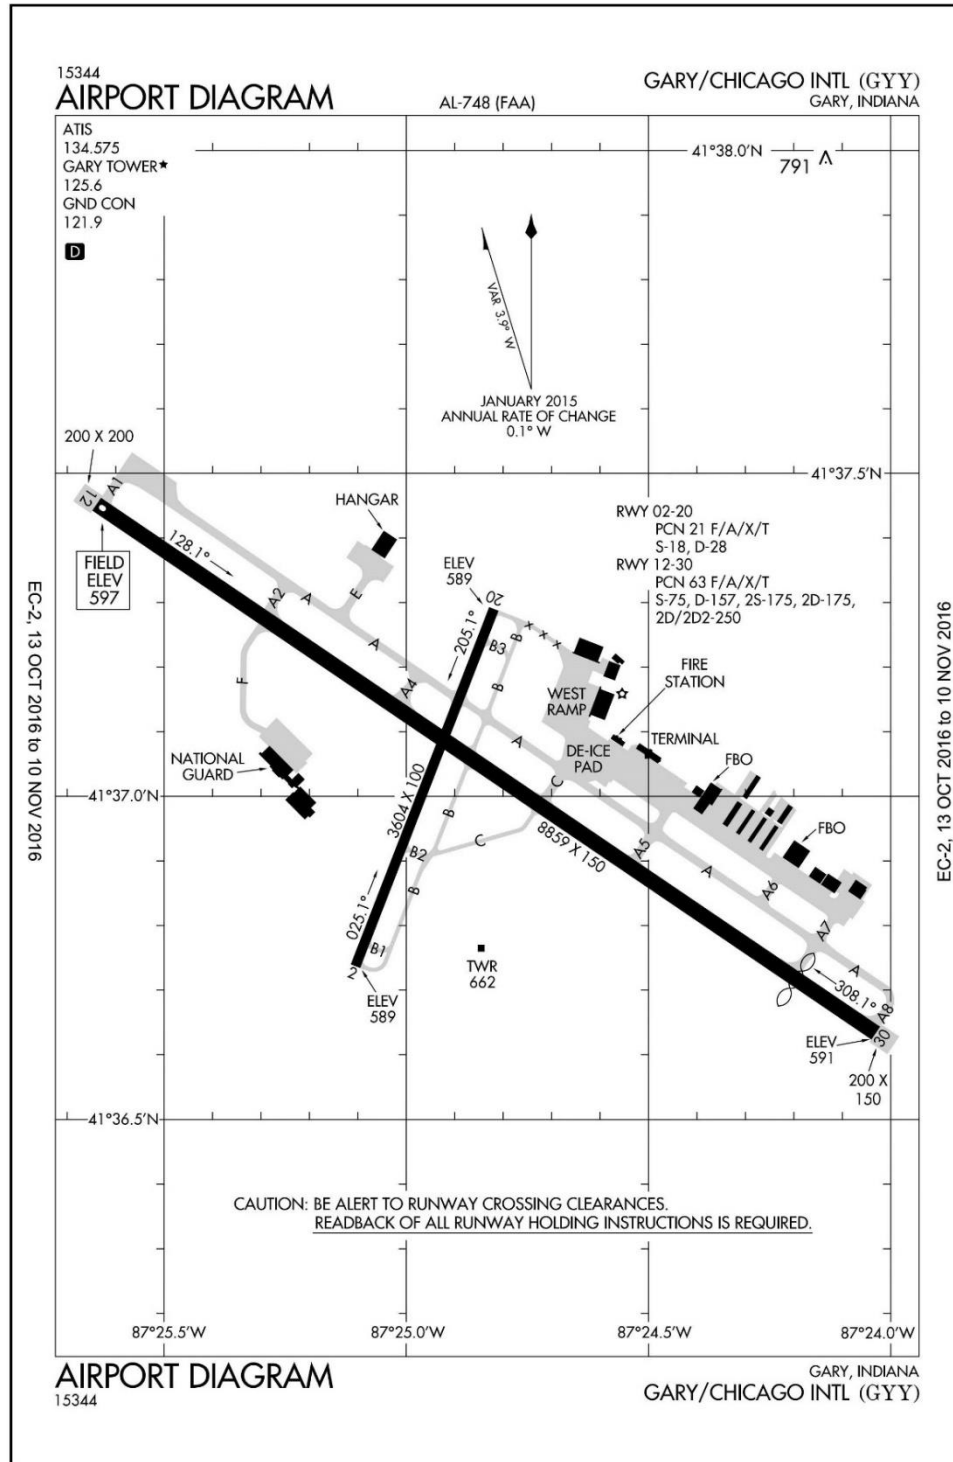 15344
AIRPORT DIAGRAM
AL-748 (FAA)
GARY/CHICAGO INTL (GYY)
GARY, INDIANA
ATIS
134.575
GARY TOWER★
125.6
GND CON
121.9
D
41°38.0'N
791
VAR 3.9° W
JANUARY 2015
ANNUAL RATE OF CHANGE
0.1° W
200 X 200
41°37.5'N
12
A1
HANGAR
RWY 02-20
PCN 21 F/A/X/T
S-18, D-28
RWY 12-30
PCN 63 F/A/X/T
S-75, D-157, 2S-175, 2D-175,
2D/2D2-250
128.1°
FIELD
ELEV
597
ELEV
589
20
A2
A
E
A
205.1°
B3
B
F
A4
B
WEST
RAMP
FIRE
STATION
A
DE-ICE
PAD
TERMINAL
NATIONAL
GUARD
C
FBO
41°37.0'N
3604 X 100
B
C
8859 X 150
A5
FBO
B2
A
A6
B
025.1°
A7
B1
2
TWR
662
A
308.1°
A8
ELEV
589
ELEV
591
30
200 X
150
41°36.5'N
CAUTION: BE ALERT TO RUNWAY CROSSING CLEARANCES.
READBACK OF ALL RUNWAY HOLDING INSTRUCTIONS IS REQUIRED.
87°25.5'W
87°25.0'W
87°24.5'W
87°24.0'W
AIRPORT DIAGRAM
15344
GARY, INDIANA
GARY/CHICAGO INTL (GYY)
EC-2, 13 OCT 2016 to 10 NOV 2016
EC-2, 13 OCT 2016 to 10 NOV 2016